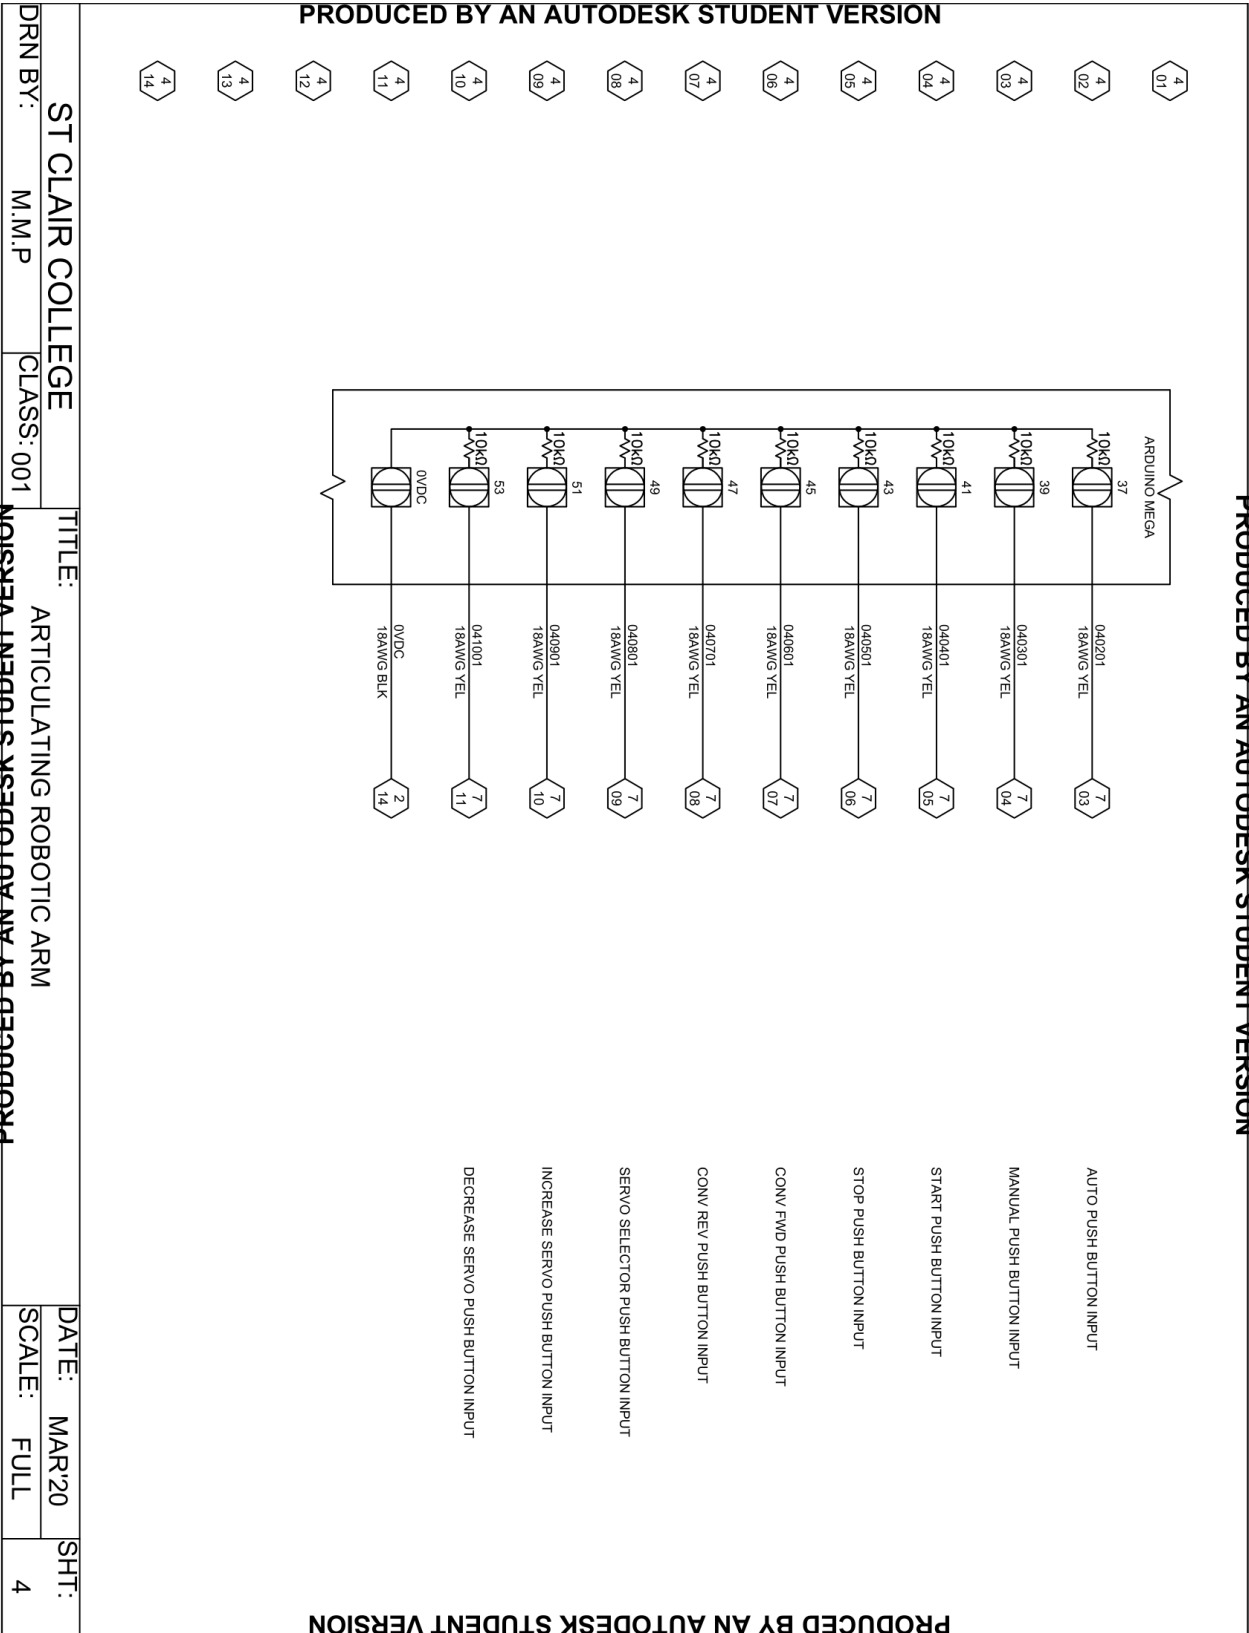 PRODUCED BY AN AUTODESK STUDENT VERSION
PRODUCED BY AN AUTODESK STUDENT VERSION
4
01
ARDUINO MEGA
4
02
10kΩ
37
040201
18AWG YEL
7
03
AUTO PUSH BUTTON INPUT
4
03
10kΩ
39
040301
18AWG YEL
7
04
MANUAL PUSH BUTTON INPUT
4
04
10kΩ
41
040401
18AWG YEL
7
05
START PUSH BUTTON INPUT
4
05
10kΩ
43
040501
18AWG YEL
7
06
STOP PUSH BUTTON INPUT
4
06
10kΩ
45
040601
18AWG YEL
7
07
CONV FWD PUSH BUTTON INPUT
4
07
10kΩ
47
040701
18AWG YEL
7
08
CONV REV PUSH BUTTON INPUT
4
08
10kΩ
49
040801
18AWG YEL
7
09
SERVO SELECTOR PUSH BUTTON INPUT
4
09
10kΩ
51
040901
18AWG YEL
7
10
INCREASE SERVO PUSH BUTTON INPUT
4
10
10kΩ
53
041001
18AWG YEL
7
11
DECREASE SERVO PUSH BUTTON INPUT
4
11
0VDC
0VDC
18AWG BLK
2
14
4
12
4
13
4
14
ST CLAIR COLLEGE
DRN BY: M.M.P
CLASS: 001
TITLE:
ARTICULATING ROBOTIC ARM
DATE: MAR'20
SCALE: FULL
SHT:
4
PRODUCED BY AN AUTODESK STUDENT VERSION
PRODUCED BY AN AUTODESK STUDENT VERSION